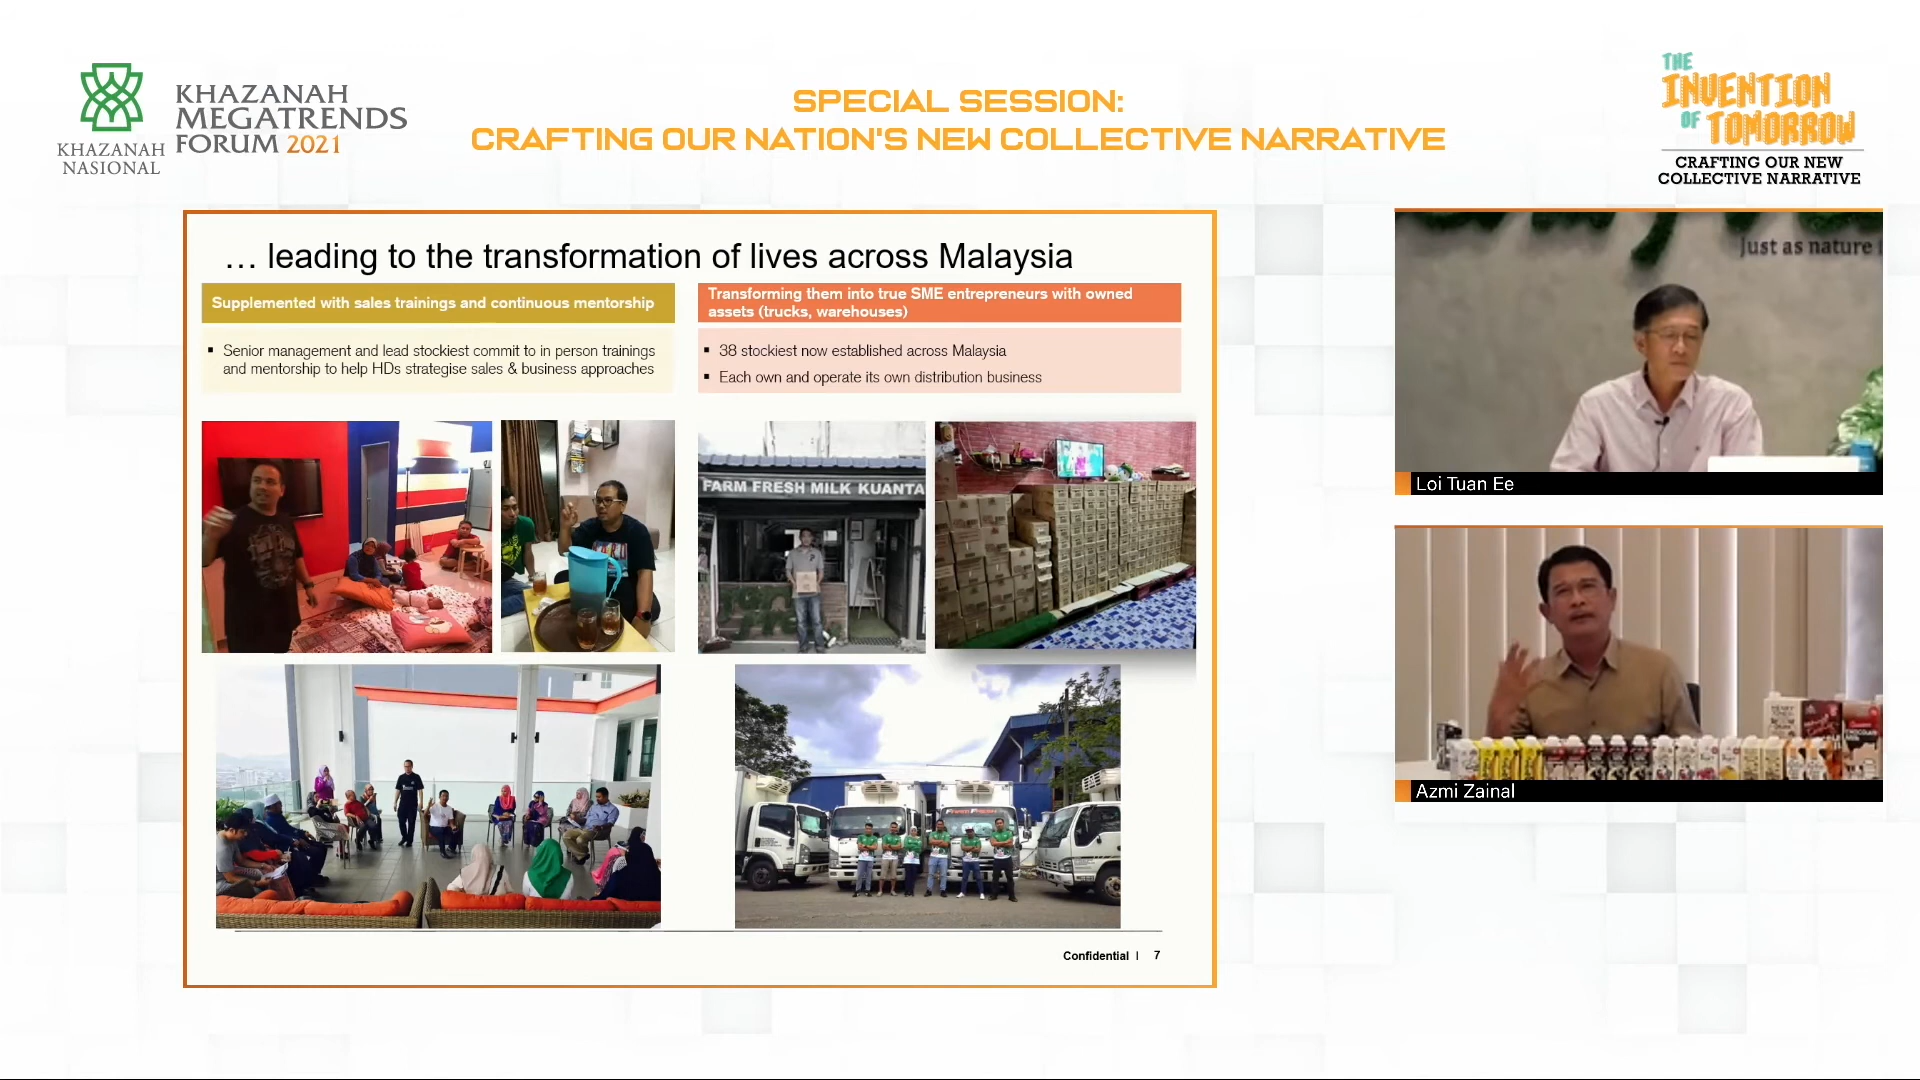 KHAZANAH
NASIONAL
KHAZANAH
MEGATRENDS
FORUM 2021
SPECIAL SESSION:
CRAFTING OUR NATION'S NEW COLLECTIVE NARRATIVE
THE
INVENTION
OF TOMORROW
CRAFTING OUR NEW
COLLECTIVE NARRATIVE
… leading to the transformation of lives across Malaysia
Supplemented with sales trainings and continuous mentorship
▪ Senior management and lead stockiest commit to in person trainings
and mentorship to help HDs strategise sales & business approaches
Transforming them into true SME entrepreneurs with owned
assets (trucks, warehouses)
▪ 38 stockiest now established across Malaysia
▪ Each own and operate its own distribution business
FARM FRESH MILK KUANTA
Confidential | 7
Just as nature
Loi Tuan Ee
Azmi Zainal